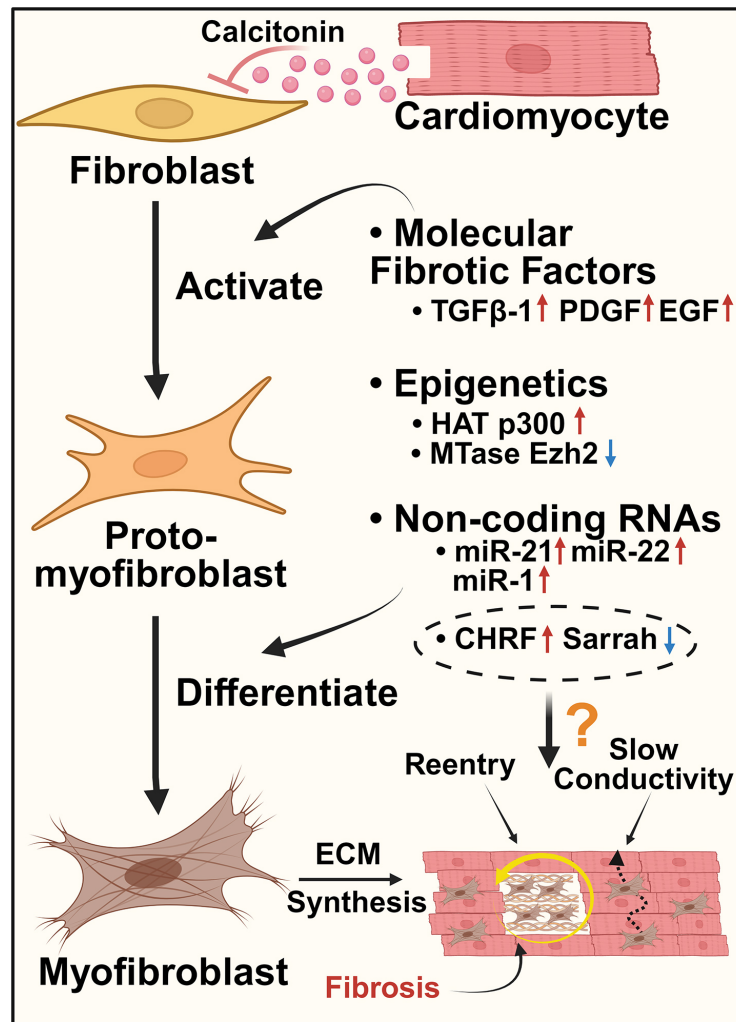 Calcitonin
Cardiomyocyte
Fibroblast
• Molecular
Fibrotic Factors
Activate
• TGFβ-1↑ PDGF↑ EGF↑
• Epigenetics
• HAT p300 ↑
• MTase Ezh2 ↓
• Non-coding RNAs
• miR-21↑ miR-22↑
miR-1↑
Proto-
myofibroblast
• CHRF↑ Sarrah↓
Differentiate
?
Reentry
Slow
Conductivity
ECM
Synthesis
Myofibroblast
Fibrosis